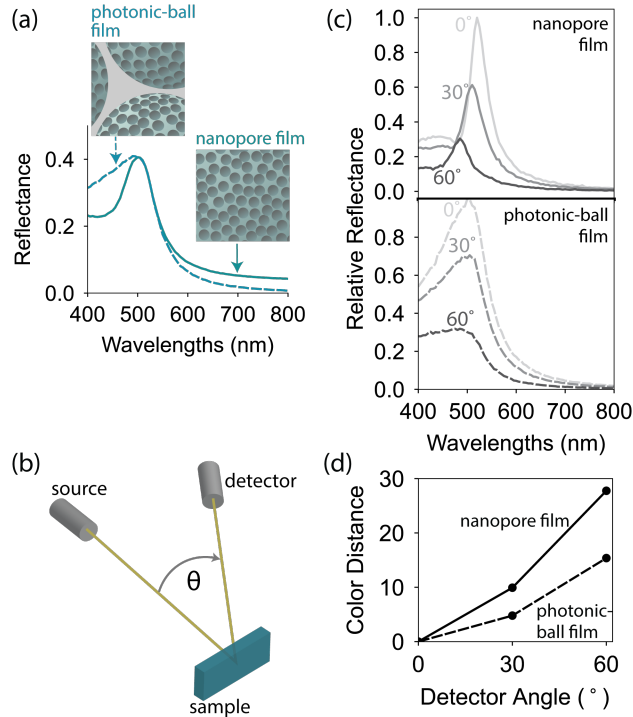 (a)
photonic-ball
film
nanopore film
0.4
0.2
0.0
Reflectance
400 500 600 700 800
Wavelengths (nm)
(b)
source
detector
θ
sample
(c)
nanopore
film
0°
30°
60°
1.0
0.8
0.6
0.4
0.2
0.0
photonic-ball
film
0°
30°
60°
0.8
0.6
0.4
0.2
0.0
Relative Reflectance
400 500 600 700 800
Wavelengths (nm)
(d)
30
20
10
0
Color Distance
nanopore film
photonic-
ball film
0 30 60
Detector Angle (°)